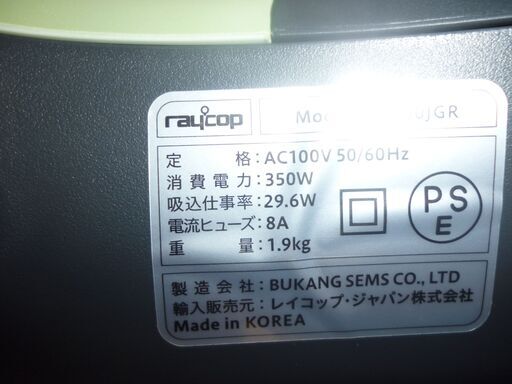 raycop
JGR
定 格:AC100V 50/60Hz
消費電力:350W
吸込仕事率:29.6W
電流ヒューズ:8A
重 量:1.9kg
PS
E
製造会社:BUKANG SEMS CO., LTD
輸入販売元:レイコップ・ジャパン株式会社
Made in KOREA